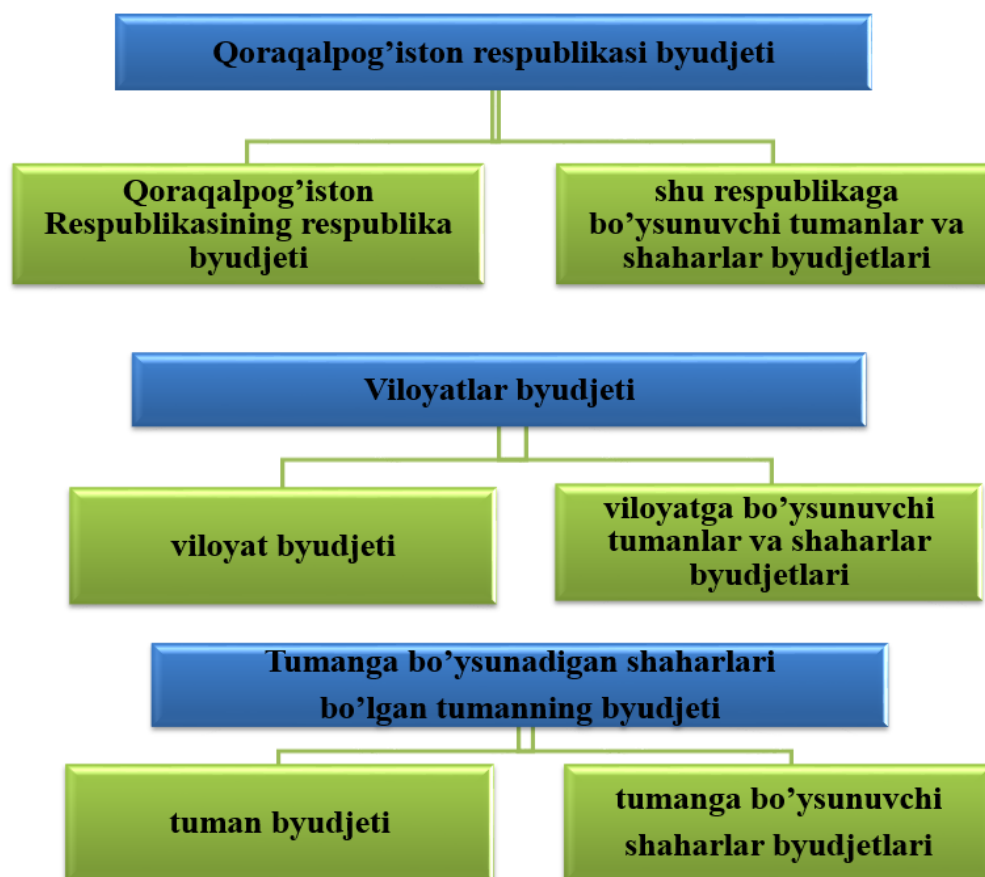 Qoraqalpog’iston respublikasi byudjeti
Qoraqalpog’iston
Respublikasining respublika
byudjeti
shu respublikaga
bo’ysunuvchi tumanlar va
shaharlar byudjetlari
Viloyatlar byudjeti
viloyat byudjeti
viloyatga bo’ysunuvchi
tumanlar va shaharlar
byudjetlari
Tumanga bo’ysunadigan shaharlari
bo’lgan tumanning byudjeti
tuman byudjeti
tumanga bo’ysunuvchi
shaharlar byudjetlari